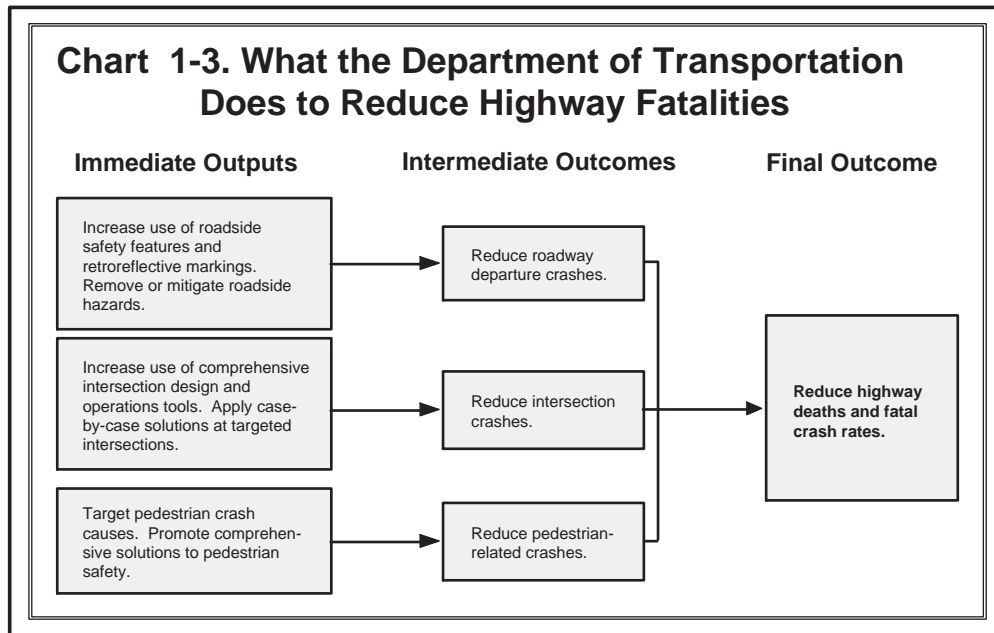 Chart 1-3. What the Department of Transportation
Does to Reduce Highway Fatalities
Immediate Outputs
Intermediate Outcomes
Final Outcome
Increase use of roadside
safety features and
retroreflective markings.
Remove or mitigate roadside
hazards.
Reduce roadway
departure crashes.
Increase use of comprehensive
intersection design and
operations tools. Apply case-
by-case solutions at targeted
intersections.
Reduce intersection
crashes.
Reduce highway
deaths and fatal
crash rates.
Target pedestrian crash
causes. Promote comprehen-
sive solutions to pedestrian
safety.
Reduce pedestrian-
related crashes.